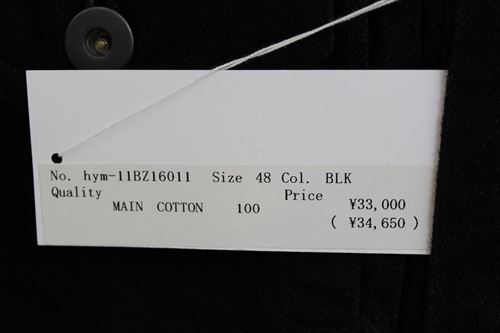 No. hym-11BZ16011 Size 48 Col. BLK
Quality Price
MAIN COTTON 100 ¥33,000
( ¥34,650 )